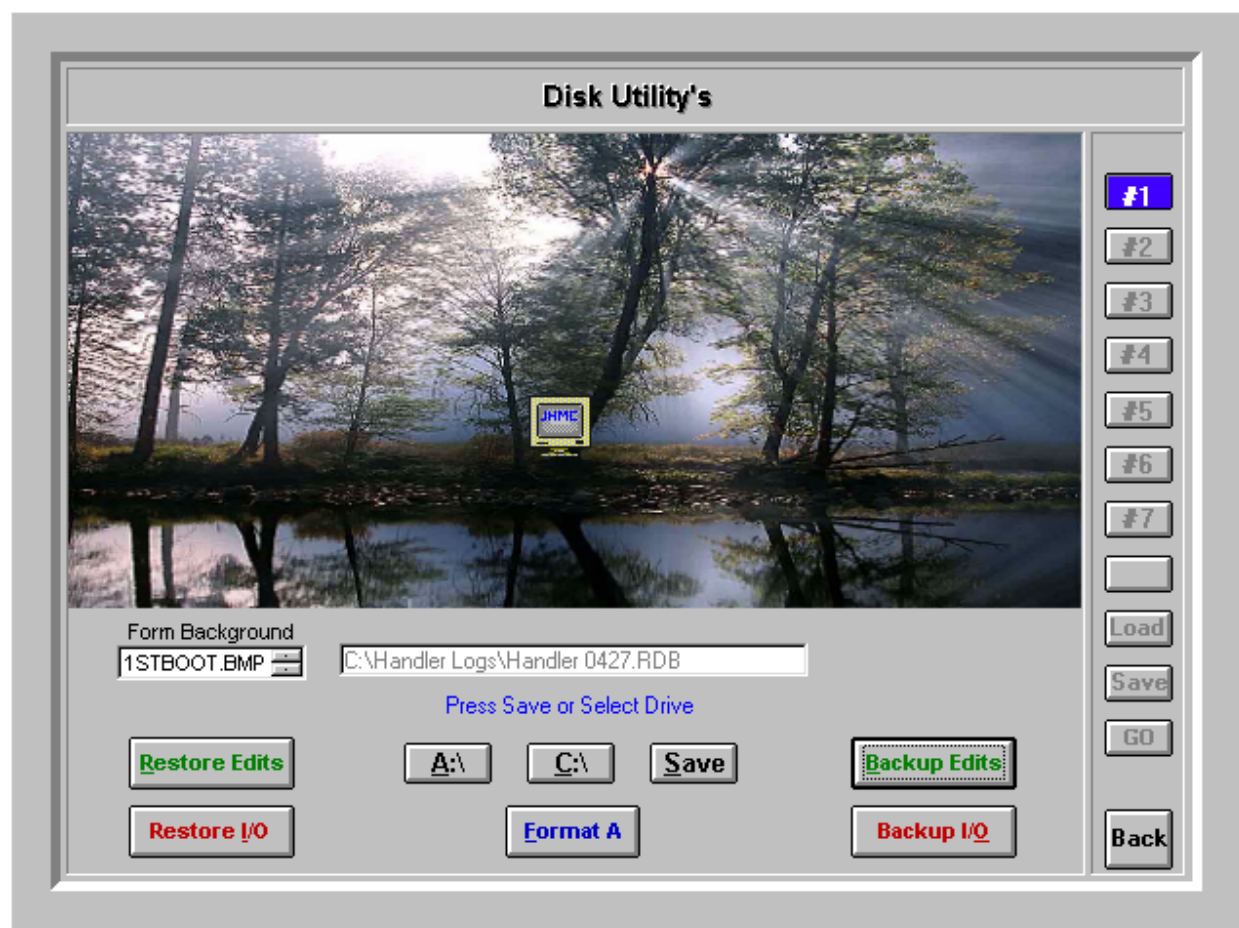 Disk Utility's
JHMC
#1
#2
#3
#4
#5
#6
#7
Load
Save
GO
Back
Form Background
1STBOOT.BMP
C:\Handler Logs\Handler 0427.RDB
Press Save or Select Drive
Restore Edits
A:\
C:\
Save
Backup Edits
Restore I/O
Format A
Backup I/O